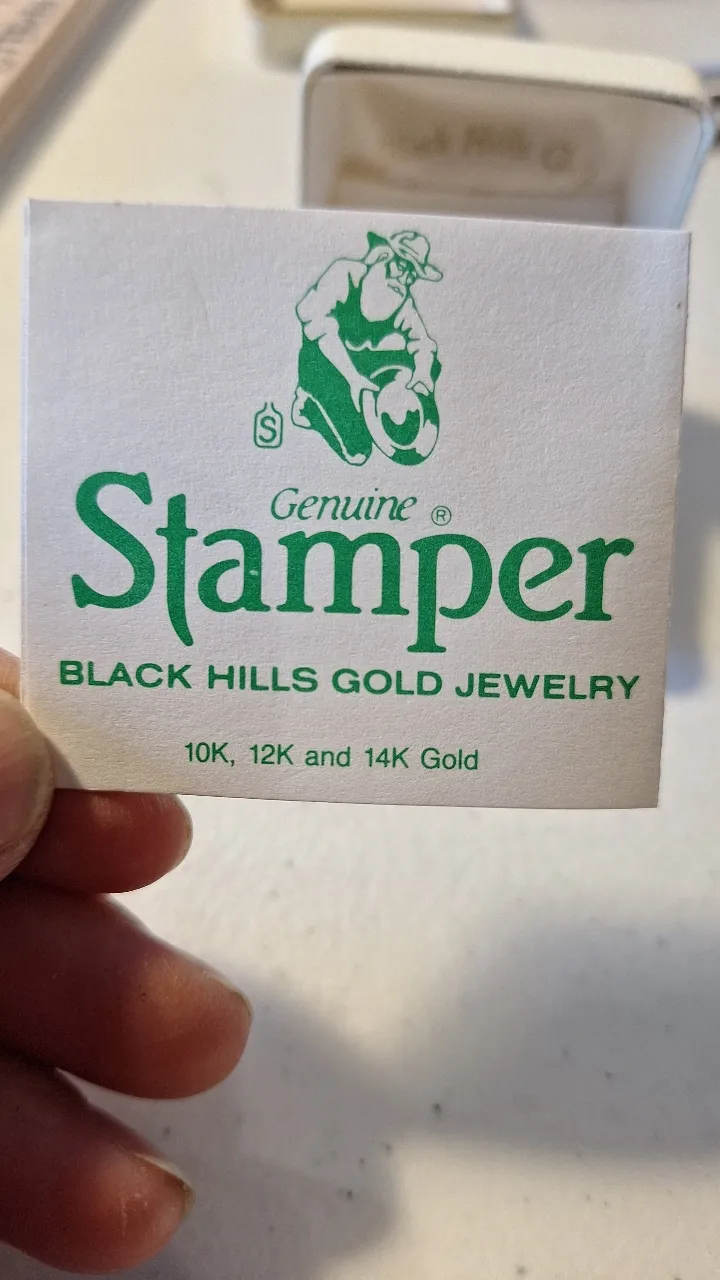 S
Genuine ®
Stamper
BLACK HILLS GOLD JEWELRY
10K, 12K and 14K Gold